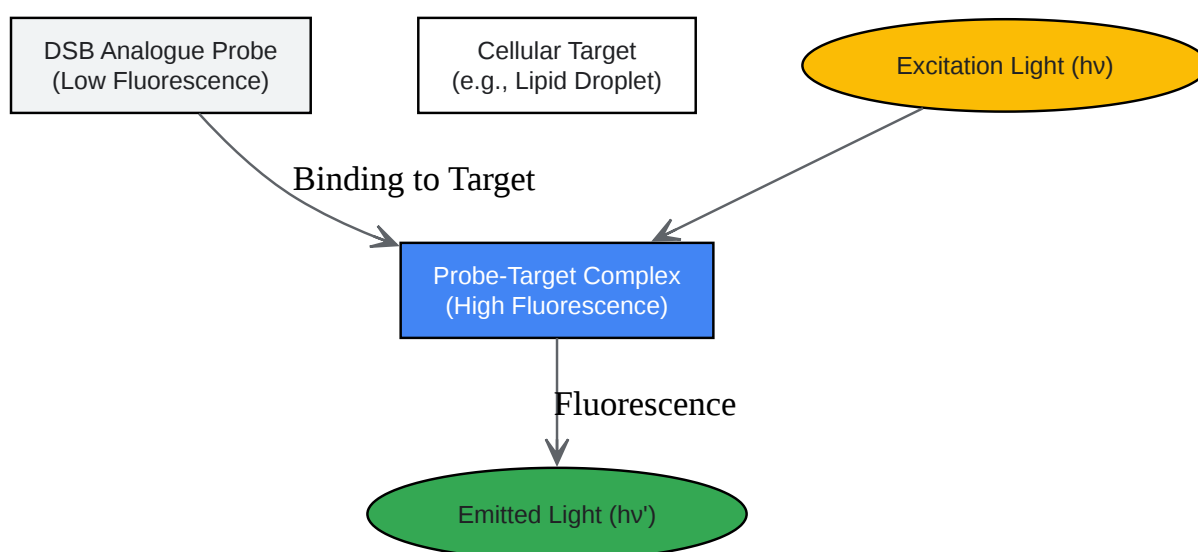 DSB Analogue Probe
(Low Fluorescence)
Cellular Target
(e.g., Lipid Droplet)
Excitation Light (hν)
Binding to Target
Probe-Target Complex
(High Fluorescence)
Fluorescence
Emitted Light (hν')